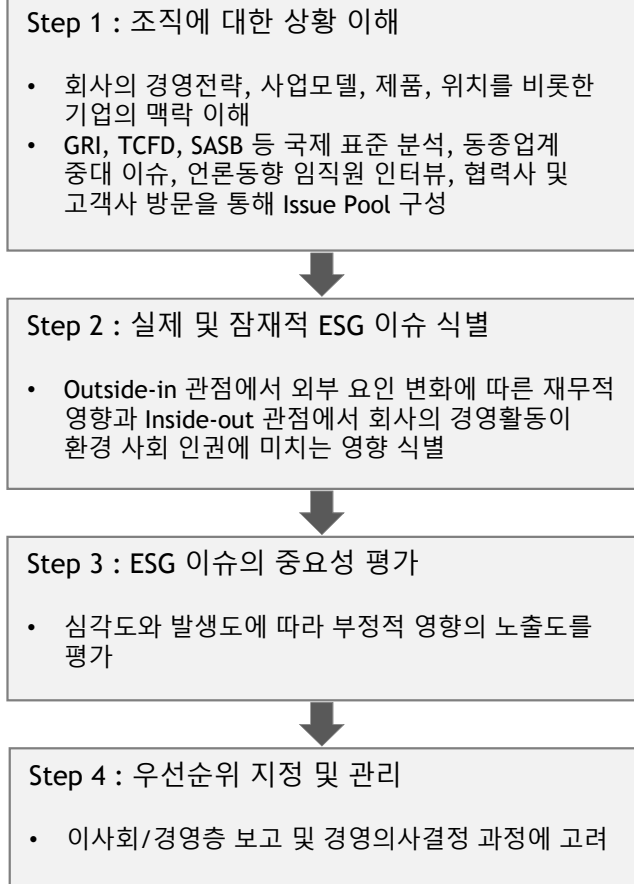 Step 1 : 조직에 대한 상황 이해
• 회사의 경영전략, 사업모델, 제품, 위치를 비롯한
기업의 맥락 이해
• GRI, TCFD, SASB 등 국제 표준 분석, 동종업계
중대 이슈, 언론동향 임직원 인터뷰, 협력사 및
고객사 방문을 통해 Issue Pool 구성
Step 2 : 실제 및 잠재적 ESG 이슈 식별
• Outside-in 관점에서 외부 요인 변화에 따른 재무적
영향과 Inside-out 관점에서 회사의 경영활동이
환경 사회 인권에 미치는 영향 식별
Step 3 : ESG 이슈의 중요성 평가
• 심각도와 발생도에 따라 부정적 영향의 노출도를
평가
Step 4 : 우선순위 지정 및 관리
• 이사회/경영층 보고 및 경영의사결정 과정에 고려